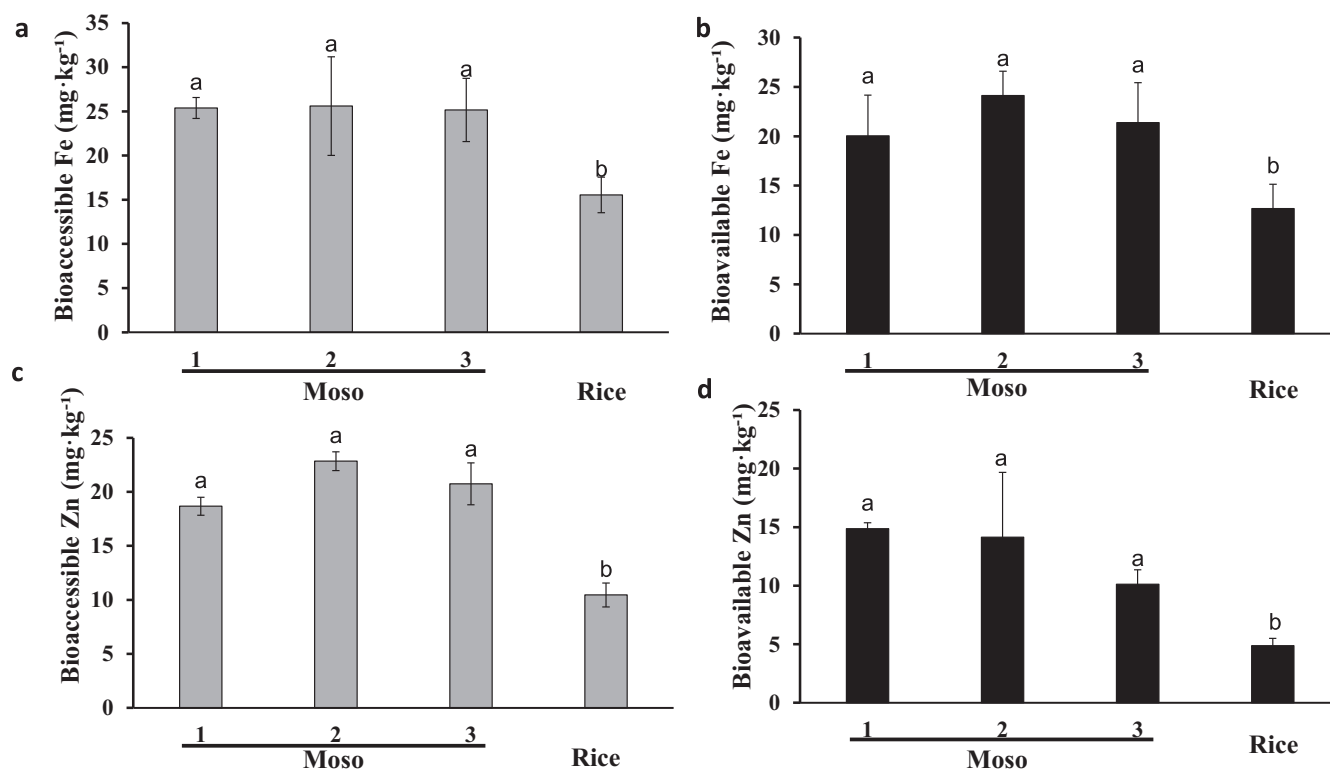 a
Bioaccessible Fe (mg·kg⁻¹)
35
30
25
20
15
10
5
0
a
a
a
b
1
2
3
Moso
Rice
b
Bioavailable Fe (mg·kg⁻¹)
30
25
20
15
10
5
0
a
a
a
b
1
2
3
Moso
Rice
c
Bioaccessible Zn (mg·kg⁻¹)
25
20
15
10
5
0
a
a
a
b
1
2
3
Moso
Rice
d
Bioavailable Zn (mg·kg⁻¹)
25
20
15
10
5
0
a
a
a
b
1
2
3
Moso
Rice